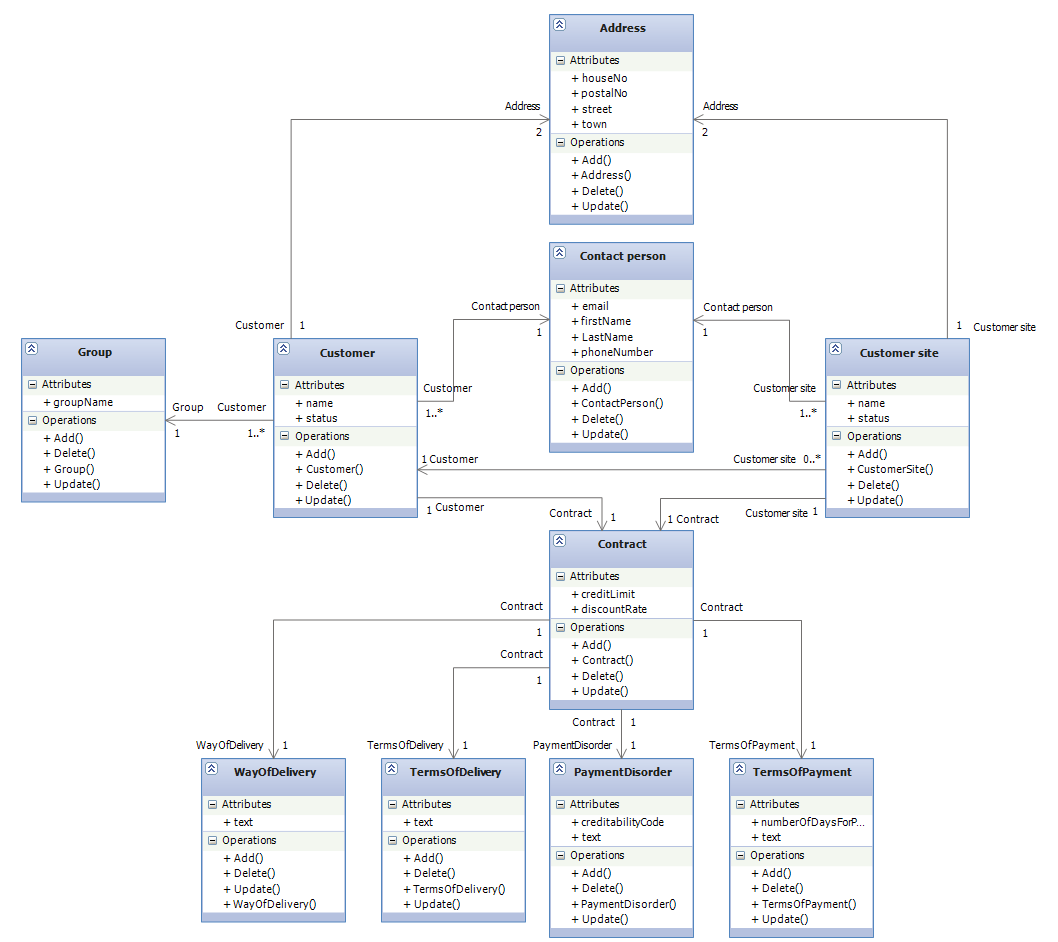 Address
Attributes
+ houseNo
+ postalNo
+ street
+ town
Operations
+ Add()
+ Address()
+ Delete()
+ Update()
Address
2
Address
2
Customer 1
1 Customer site
Contact person
Attributes
+ email
+ firstName
+ LastName
+ phoneNumber
Operations
+ Add()
+ ContactPerson()
+ Delete()
+ Update()
Contact person
1
Contact person
1
Group
Attributes
+ groupName
Operations
+ Add()
+ Delete()
+ Group()
+ Update()
Group
1
Customer
1..*
Customer
Attributes
+ name
+ status
Operations
+ Add()
+ Customer()
+ Delete()
+ Update()
Customer
1..*
Customer site
1..*
Customer site
Attributes
+ name
+ status
Operations
+ Add()
+ CustomerSite()
+ Delete()
+ Update()
1 Customer
Customer site 0..*
1 Customer
Contract 1
1 Contract
Customer site 1
Contract
Attributes
+ creditLimit
+ discountRate
Operations
+ Add()
+ Contract()
+ Delete()
+ Update()
Contract
1
Contract
1
Contract
1
Contract 1
WayOfDelivery 1
TermsOfDelivery 1
PaymentDisorder 1
TermsOfPayment 1
WayOfDelivery
Attributes
+ text
Operations
+ Add()
+ Delete()
+ Update()
+ WayOfDelivery()
TermsOfDelivery
Attributes
+ text
Operations
+ Add()
+ Delete()
+ TermsOfDelivery()
+ Update()
PaymentDisorder
Attributes
+ creditabilityCode
+ text
Operations
+ Add()
+ Delete()
+ PaymentDisorder()
+ Update()
TermsOfPayment
Attributes
+ numberOfDaysForP...
+ text
Operations
+ Add()
+ Delete()
+ TermsOfPayment()
+ Update()